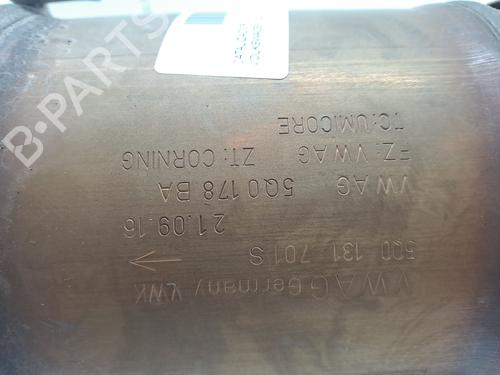 TC:UMICORE
FZ: VW AG ZT: CORNING
VW AG 5Q0 178 BA
21.09.16
5Q0 131 701 S
VW AG Germany VWK
B-PARTS